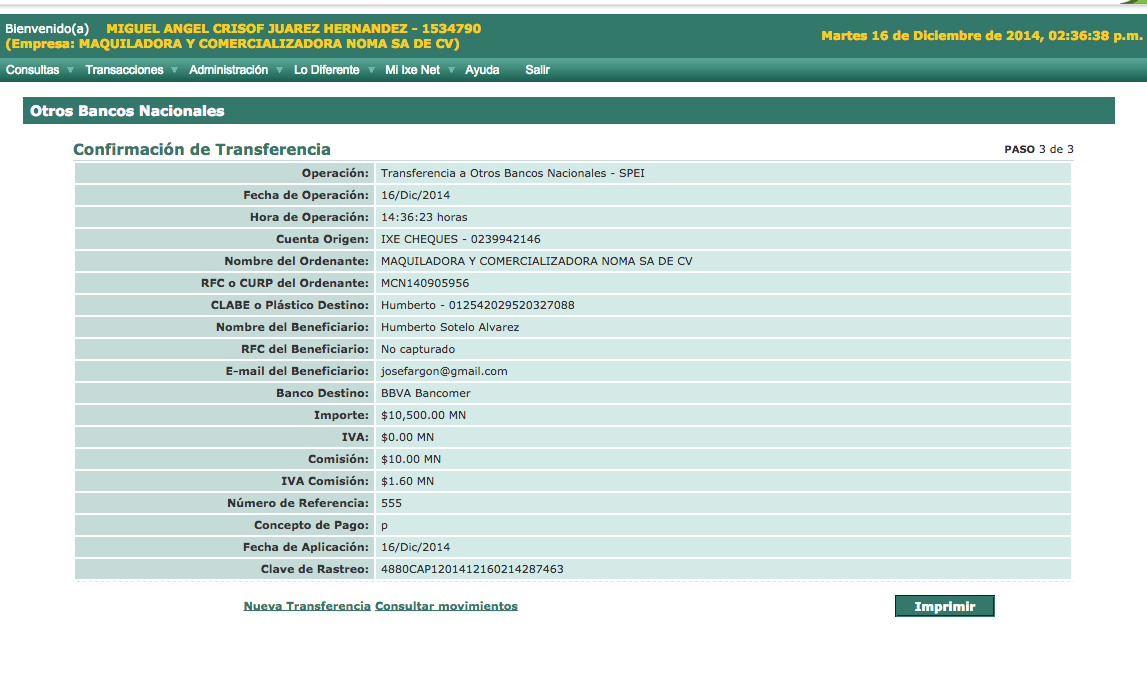 Bienvenido(a) MIGUEL ANGEL CRISOF JUAREZ HERNANDEZ - 1534790
(Empresa: MAQUILADORA Y COMERCIALIZADORA NOMA SA DE CV)
Martes 16 de Diciembre de 2014, 02:36:38 p.m.
Consultas Transacciones Administración Lo Diferente Mi Ixe Net Ayuda Salir
Otros Bancos Nacionales
Confirmación de Transferencia PASO 3 de 3
Operación: Transferencia a Otros Bancos Nacionales - SPEI
Fecha de Operación: 16/Dic/2014
Hora de Operación: 14:36:23 horas
Cuenta Origen: IXE CHEQUES - 0239942146
Nombre del Ordenante: MAQUILADORA Y COMERCIALIZADORA NOMA SA DE CV
RFC o CURP del Ordenante: MCN140905956
CLABE o Plástico Destino: Humberto - 012542029520327088
Nombre del Beneficiario: Humberto Sotelo Alvarez
RFC del Beneficiario: No capturado
E-mail del Beneficiario: josefargon@gmail.com
Banco Destino: BBVA Bancomer
Importe: $10,500.00 MN
IVA: $0.00 MN
Comisión: $10.00 MN
IVA Comisión: $1.60 MN
Número de Referencia: 555
Concepto de Pago: p
Fecha de Aplicación: 16/Dic/2014
Clave de Rastreo: 4880CAP1201412160214287463
Nueva Transferencia Consultar movimientos Imprimir